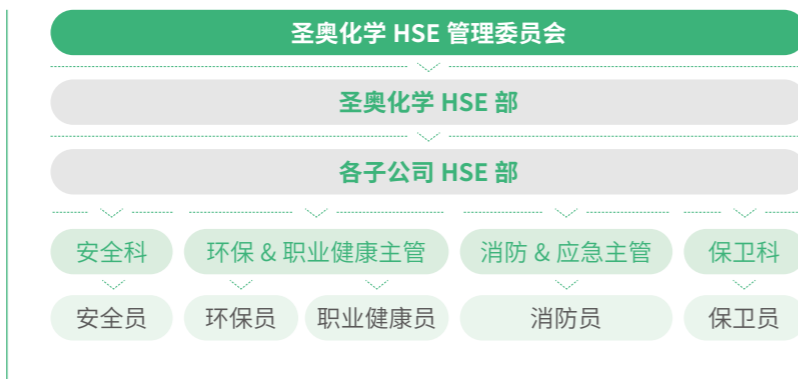 圣奥化学 HSE 管理委员会
圣奥化学 HSE 部
各子公司 HSE 部
安全科 环保 & 职业健康主管 消防 & 应急主管 保卫科
安全员 环保员 职业健康员 消防员 保卫员